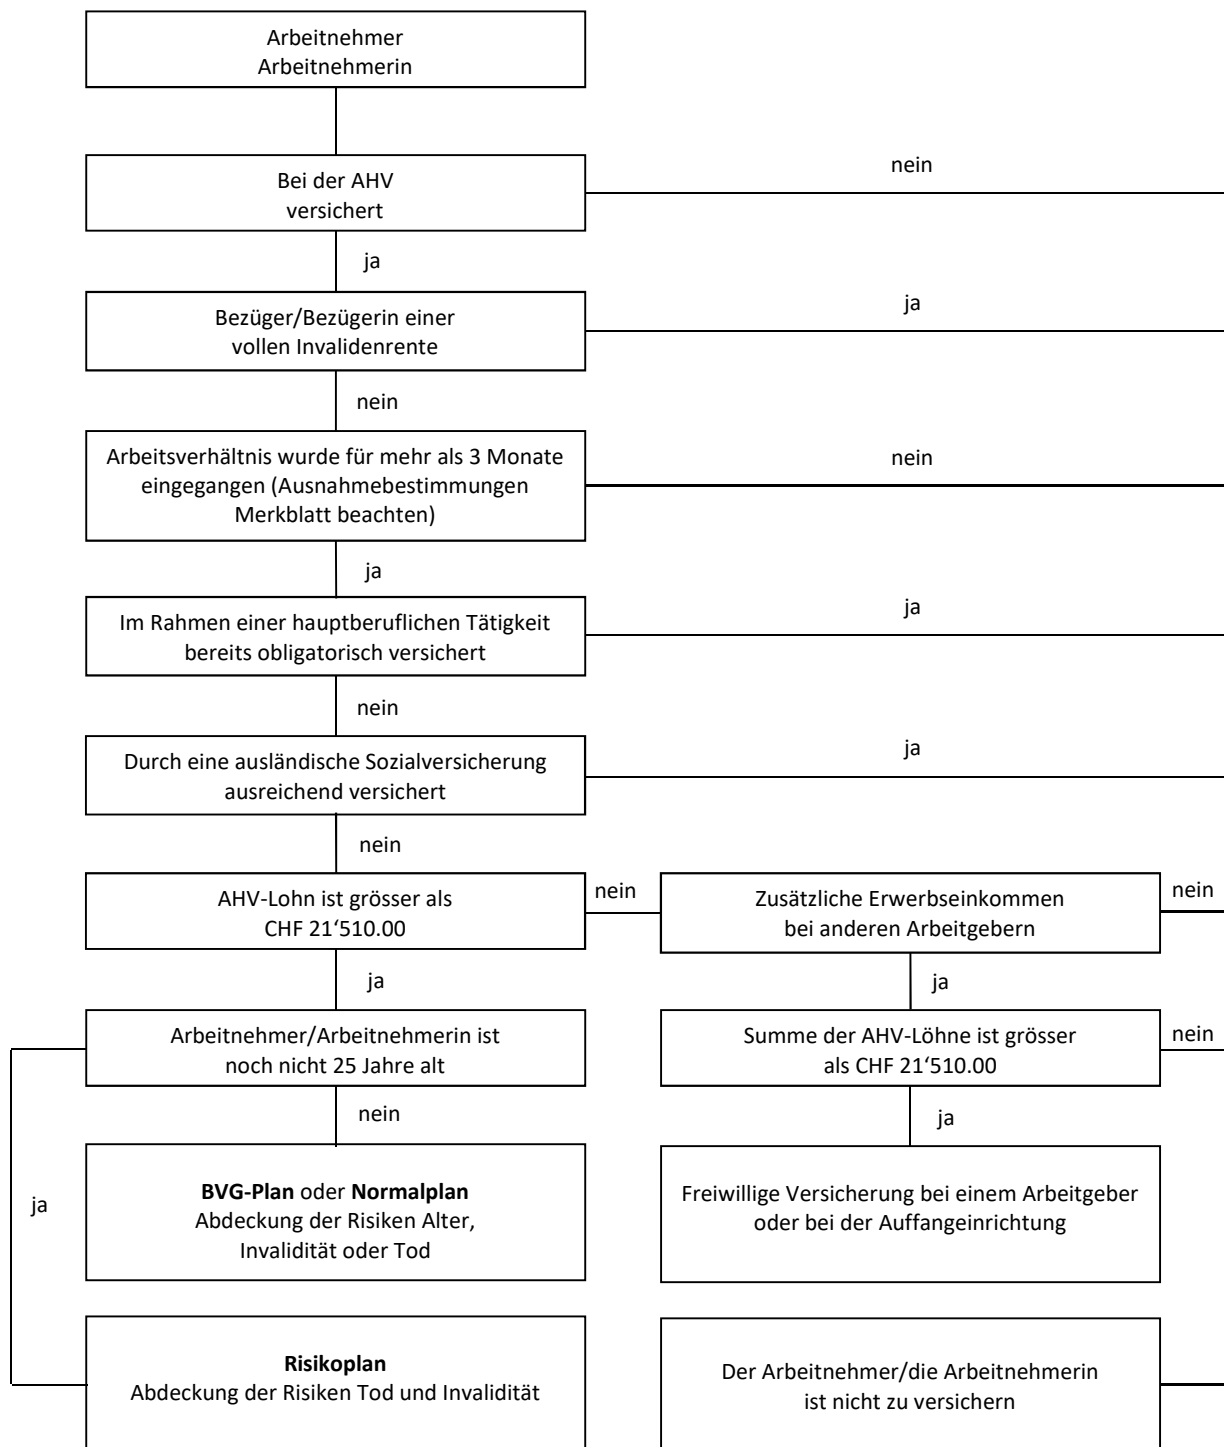 Arbeitnehmer
Arbeitnehmerin
Bei der AHV
versichert
nein
ja
Bezüger/Bezügerin einer
vollen Invalidenrente
ja
nein
Arbeitsverhältnis wurde für mehr als 3 Monate
eingegangen (Ausnahmebestimmungen
Merkblatt beachten)
nein
ja
Im Rahmen einer hauptberuflichen Tätigkeit
bereits obligatorisch versichert
ja
nein
Durch eine ausländische Sozialversicherung
ausreichend versichert
ja
nein
AHV-Lohn ist grösser als
CHF 21‘510.00
nein
Zusätzliche Erwerbseinkommen
bei anderen Arbeitgebern
nein
ja
ja
Arbeitnehmer/Arbeitnehmerin ist
noch nicht 25 Jahre alt
Summe der AHV-Löhne ist grösser
als CHF 21‘510.00
nein
nein
ja
ja
BVG-Plan oder Normalplan
Abdeckung der Risiken Alter,
Invalidität oder Tod
Freiwillige Versicherung bei einem Arbeitgeber
oder bei der Auffangeinrichtung
Risikoplan
Abdeckung der Risiken Tod und Invalidität
Der Arbeitnehmer/die Arbeitnehmerin
ist nicht zu versichern